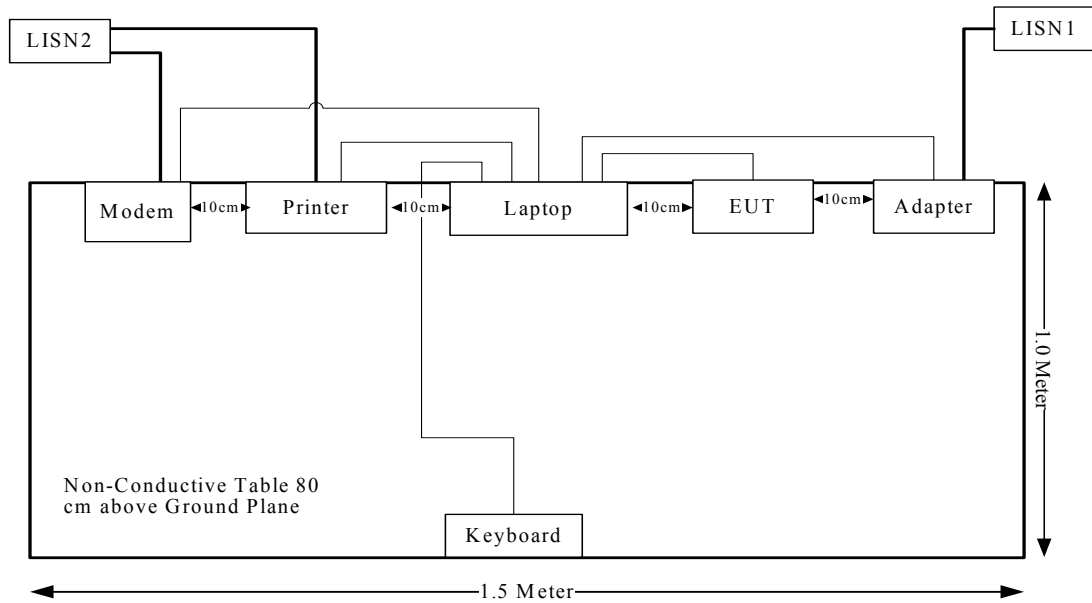 LISN2
LISN1
Modem
10cm
Printer
10cm
Laptop
10cm
EUT
10cm
Adapter
1.0 Meter
Non-Conductive Table 80
cm above Ground Plane
Keyboard
1.5 Meter